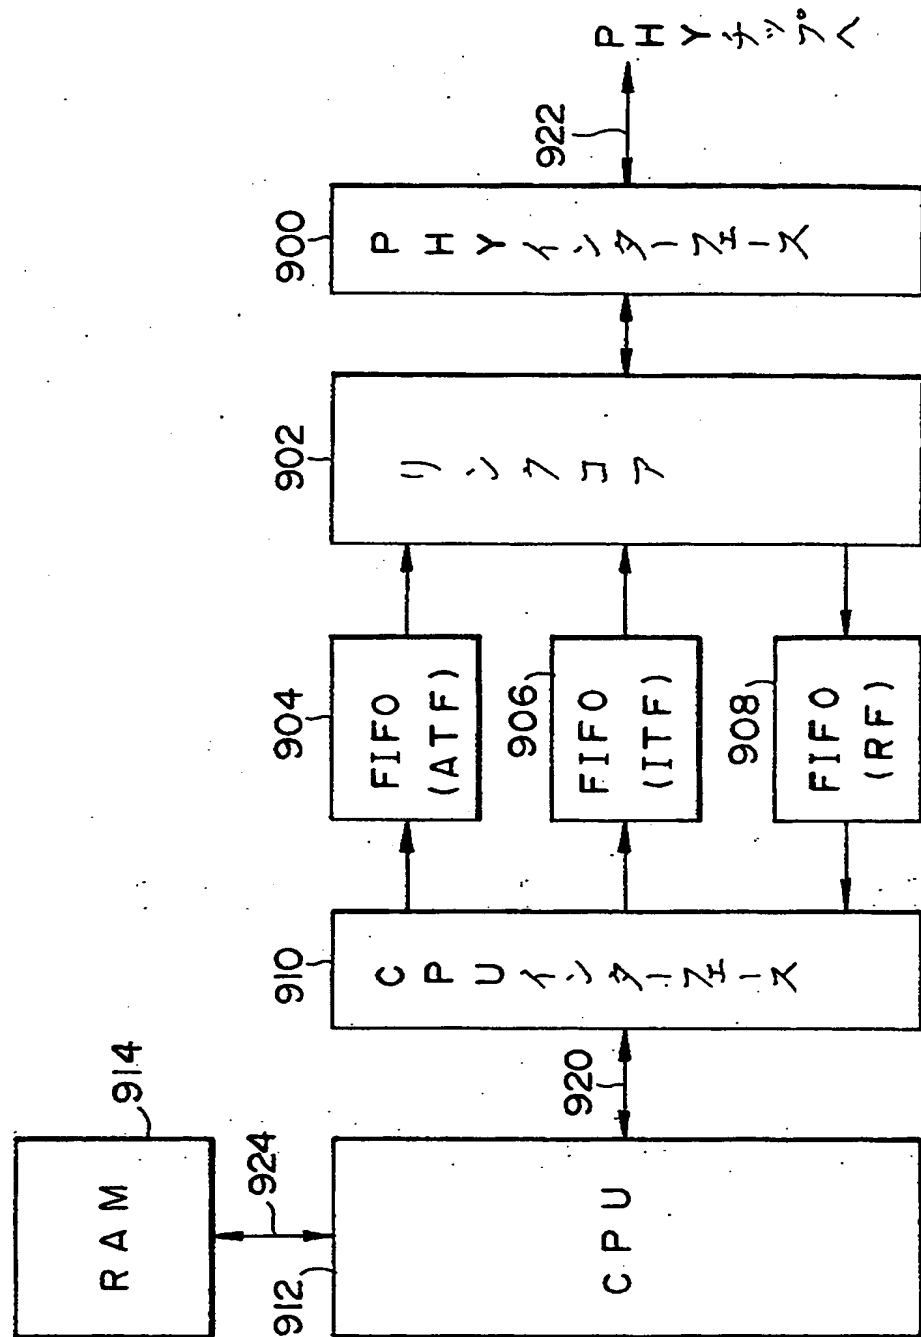 RAM
914
924
912
CPU
920
910
CPUインターフェース
904
FIFO
(ATF)
906
FIFO
(ITF)
908
FIFO
(RF)
902
リンクコア
900
PHYインターフェース
922
PHYチップへ